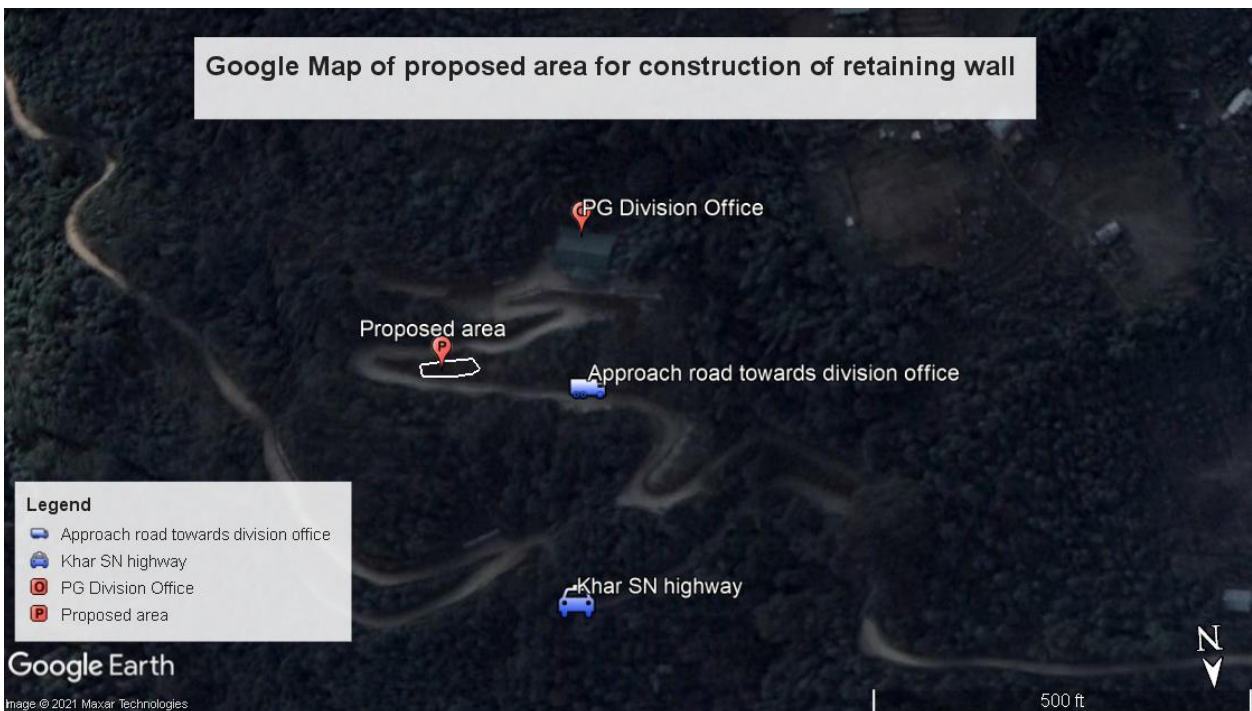 Google Map of proposed area for construction of retaining wall
PG Division Office
Proposed area
P
Approach road towards division office
Khar SN highway
Legend
Approach road towards division office
Khar SN highway
O PG Division Office
P Proposed area
Google Earth
Image © 2021 Maxar Technologies
N
500 ft